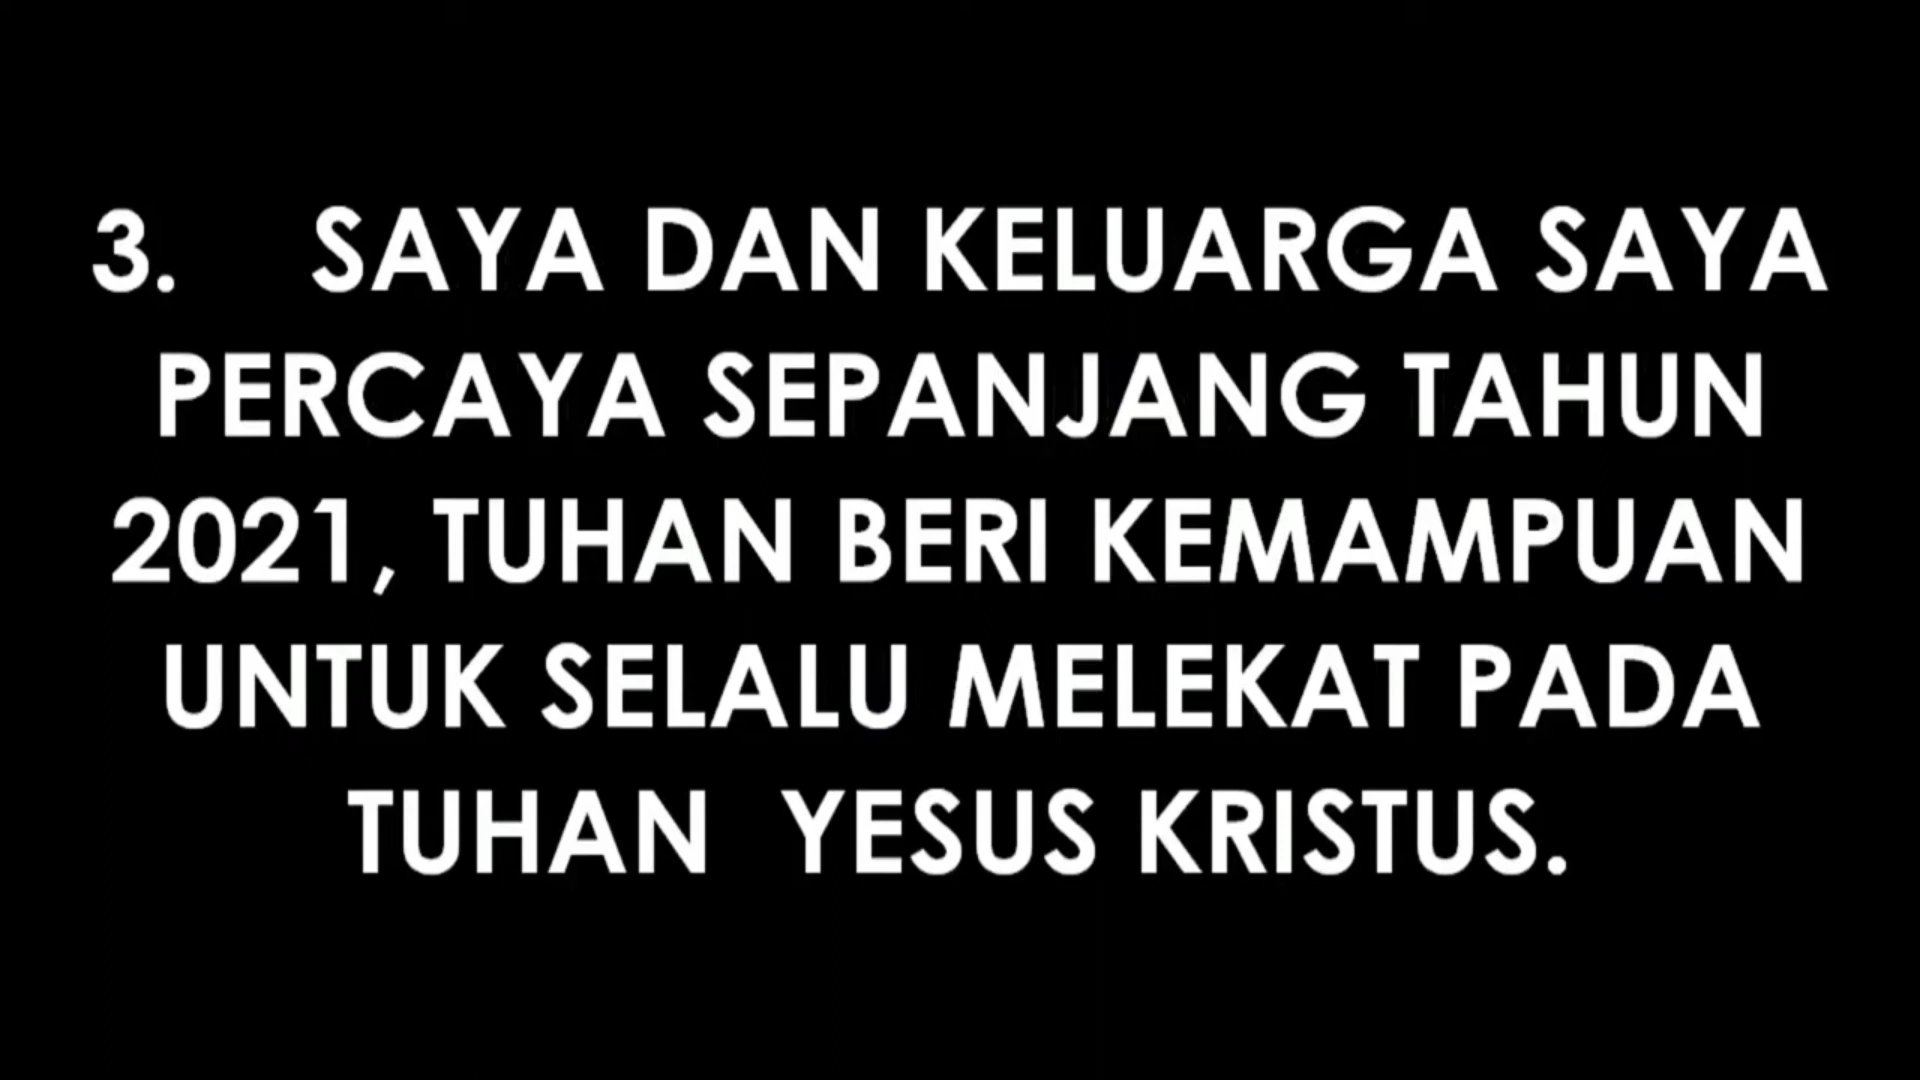 3. SAYA DAN KELUARGA SAYA
PERCAYA SEPANJANG TAHUN
2021, TUHAN BERI KEMAMPUAN
UNTUK SELALU MELEKAT PADA
TUHAN YESUS KRISTUS.